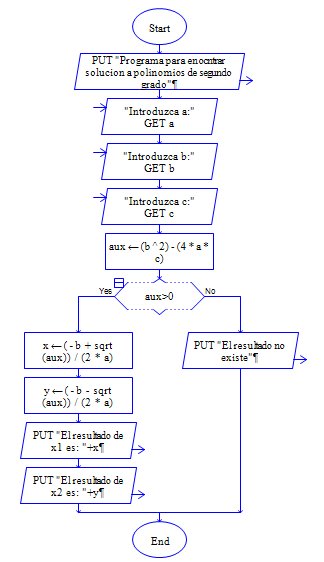 Start
PUT "Programa para enocntrar
solucion a polinomios de segundo
grado"¶
"Introduzca a:"
GET a
"Introduzca b:"
GET b
"Introduzca c:"
GET c
aux ← (b ^ 2) - (4 * a *
c)
Yes
aux>0
No
x ← ( - b + sqrt
(aux)) / (2 * a)
PUT "El resultado no
existe"¶
y ← ( - b - sqrt
(aux)) / (2 * a)
PUT "El resultado de
x1 es: "+x¶
PUT "El resultado de
x2 es: "+y¶
End